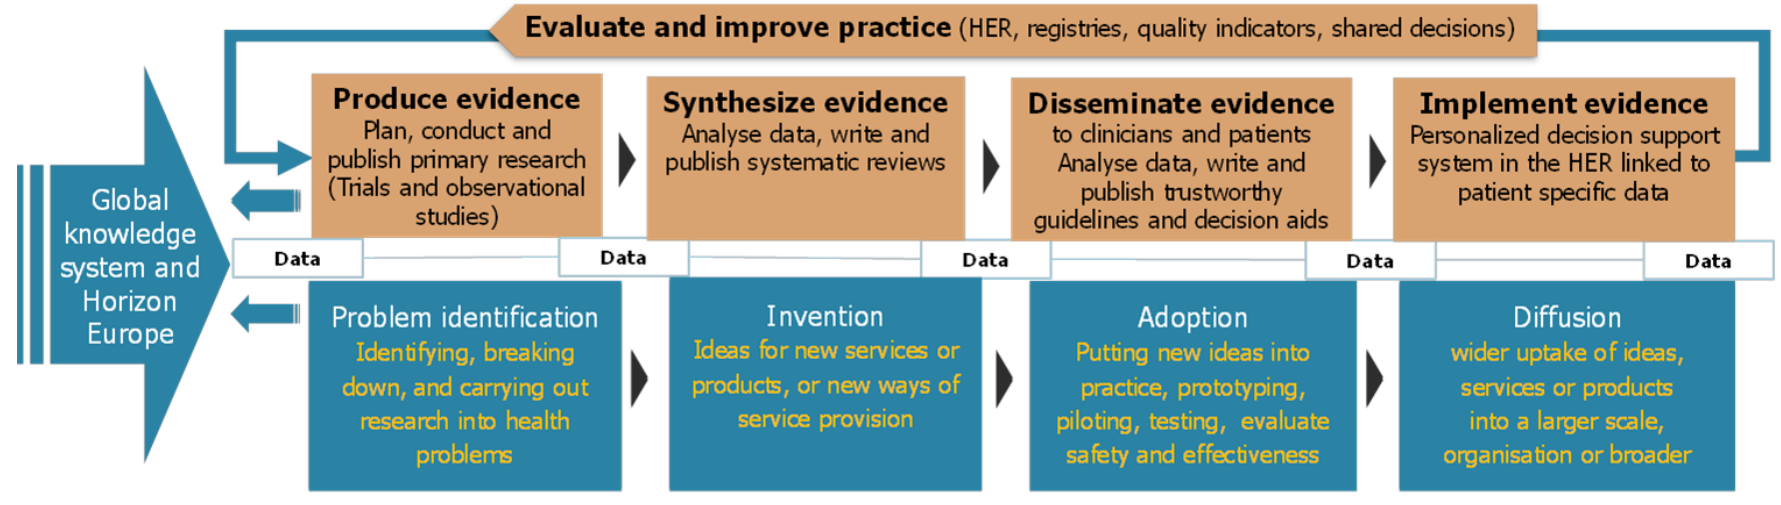 Evaluate and improve practice (HER, registries, quality indicators, shared decisions)
Global
knowledge
system and
Horizon
Europe
Produce evidence
Plan, conduct and
publish primary research
(Trials and observational
studies)
Synthesize evidence
Analyse data, write and
publish systematic reviews
Disseminate evidence
to clinicians and patients
Analyse data, write and
publish trustworthy
guidelines and decision aids
Implement evidence
Personalized decision support
system in the HER linked to
patient specific data
Data
Data
Data
Data
Data
Problem identification
Identifying, breaking
down, and carrying out
research into health
problems
Invention
Ideas for new services or
products, or new ways of
service provision
Adoption
Putting new ideas into
practice, prototyping,
piloting, testing, evaluate
safety and effectiveness
Diffusion
wider uptake of ideas,
services or products
into a larger scale,
organisation or broader